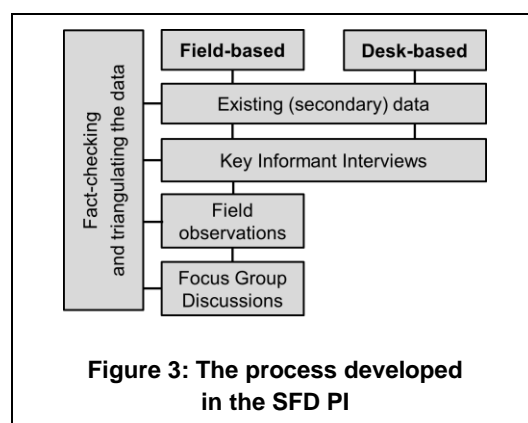 Field-based
Desk-based
Fact-checking
and triangulating the data
Existing (secondary) data
Key Informant Interviews
Field
observations
Focus Group
Discussions
Figure 3: The process developed
in the SFD PI